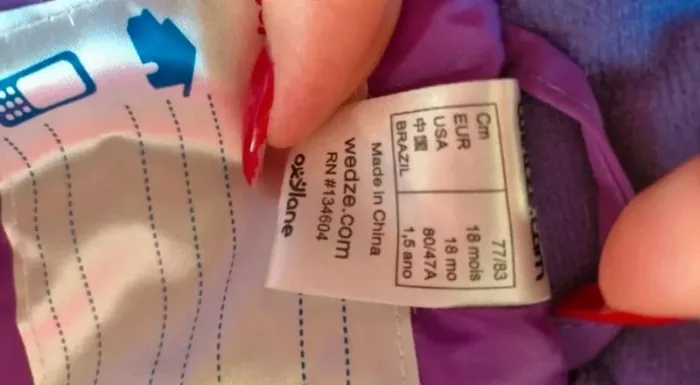 Cm 77/83
EUR 18 mois
USA 18 mo
中国 80/47A
BRAZIL 1,5 ano
Made in China
wedze.com
RN #134604
oxylane